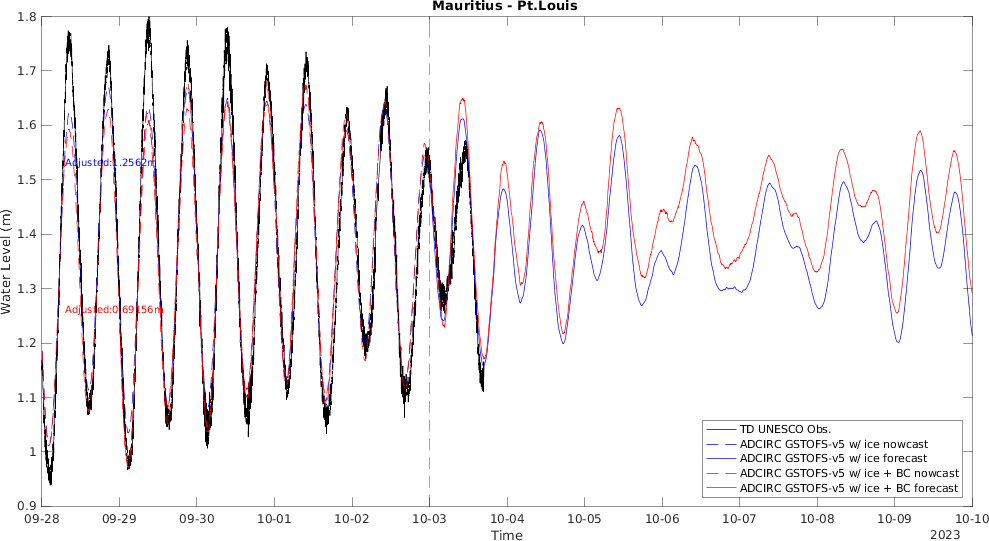 Mauritius - Pt.Louis
Water Level (m)
1.8
1.7
1.6
1.5
1.4
1.3
1.2
1.1
1
0.9
Adjusted:1.2562m
Adjusted:0.69156m
TD UNESCO Obs.
ADCIRC GSTOFS-v5 w/ ice nowcast
ADCIRC GSTOFS-v5 w/ ice forecast
ADCIRC GSTOFS-v5 w/ ice + BC nowcast
ADCIRC GSTOFS-v5 w/ ice + BC forecast
09-28 09-29 09-30 10-01 10-02 10-03 10-04 10-05 10-06 10-07 10-08 10-09 10-10
Time
2023